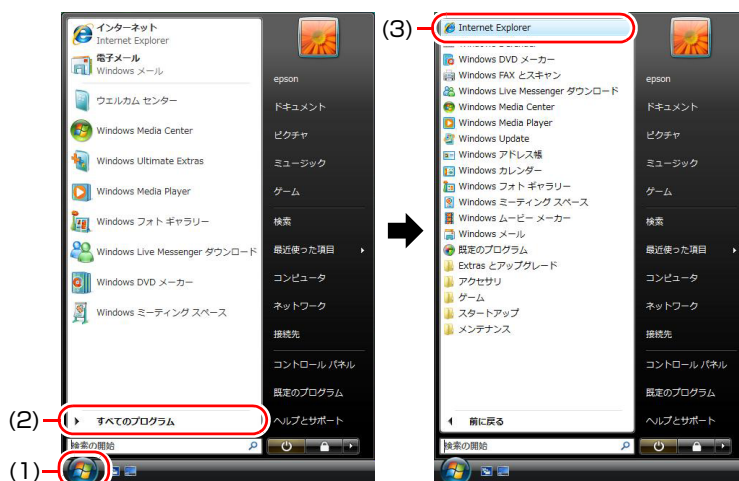 インターネット
Internet Explorer
電子メール
Windows メール
ウエルカム センター
Windows Media Center
Windows Ultimate Extras
Windows Media Player
Windows フォト ギャラリー
Windows Live Messenger ダウンロード
Windows DVD メーカー
Windows ミーティング スペース
(2)
すべてのプログラム
検索の開始
(1)
epson
ドキュメント
ピクチャ
ミュージック
ゲーム
検索
最近使った項目
コンピュータ
ネットワーク
接続先
コントロール パネル
既定のプログラム
ヘルプとサポート
(3)
Internet Explorer
Windows DVD メーカー
Windows FAX とスキャン
Windows Live Messenger ダウンロード
Windows Media Center
Windows Media Player
Windows Update
Windows アドレス帳
Windows カレンダー
Windows フォト ギャラリー
Windows ミーティング スペース
Windows ムービー メーカー
Windows メール
既定のプログラム
Extras とアップグレード
アクセサリ
ゲーム
スタートアップ
メンテナンス
前に戻る
検索の開始
epson
ドキュメント
ピクチャ
ミュージック
ゲーム
検索
最近使った項目
コンピュータ
ネットワーク
接続先
コントロール パネル
既定のプログラム
ヘルプとサポート